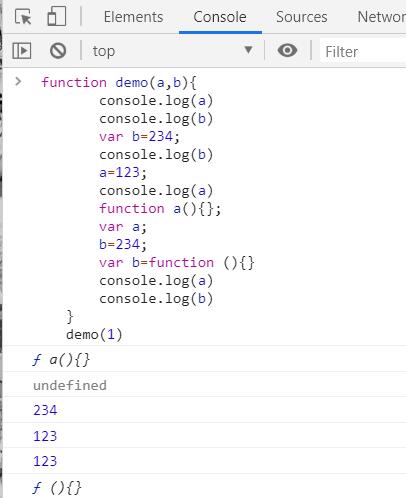 Elements Console Sources Networ
top Filter
function demo(a,b){
console.log(a)
console.log(b)
var b=234;
console.log(b)
a=123;
console.log(a)
function a(){};
var a;
b=234;
var b=function (){}
console.log(a)
console.log(b)
}
demo(1)
ƒ a(){}
undefined
234
123
123
ƒ (){}